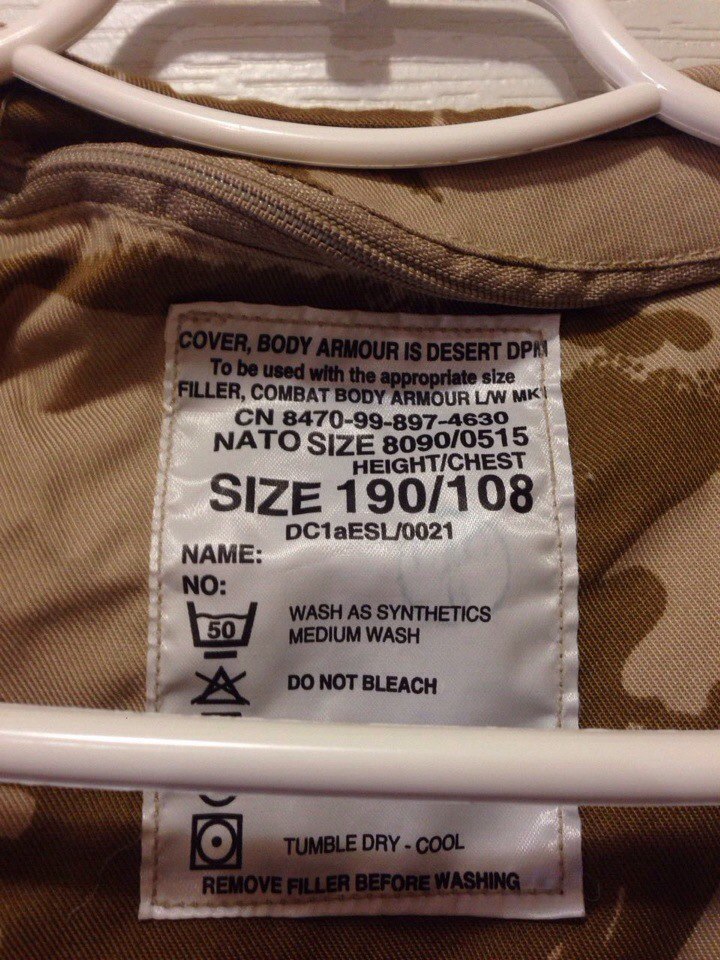 COVER, BODY ARMOUR IS DESERT DPM
To be used with the appropriate size
FILLER, COMBAT BODY ARMOUR L/W MK1
CN 8470-99-897-4630
NATO SIZE 8090/0515
HEIGHT/CHEST
SIZE 190/108
DC1aESL/0021
NAME:
NO:
50 WASH AS SYNTHETICS
MEDIUM WASH
DO NOT BLEACH
TUMBLE DRY - COOL
REMOVE FILLER BEFORE WASHING